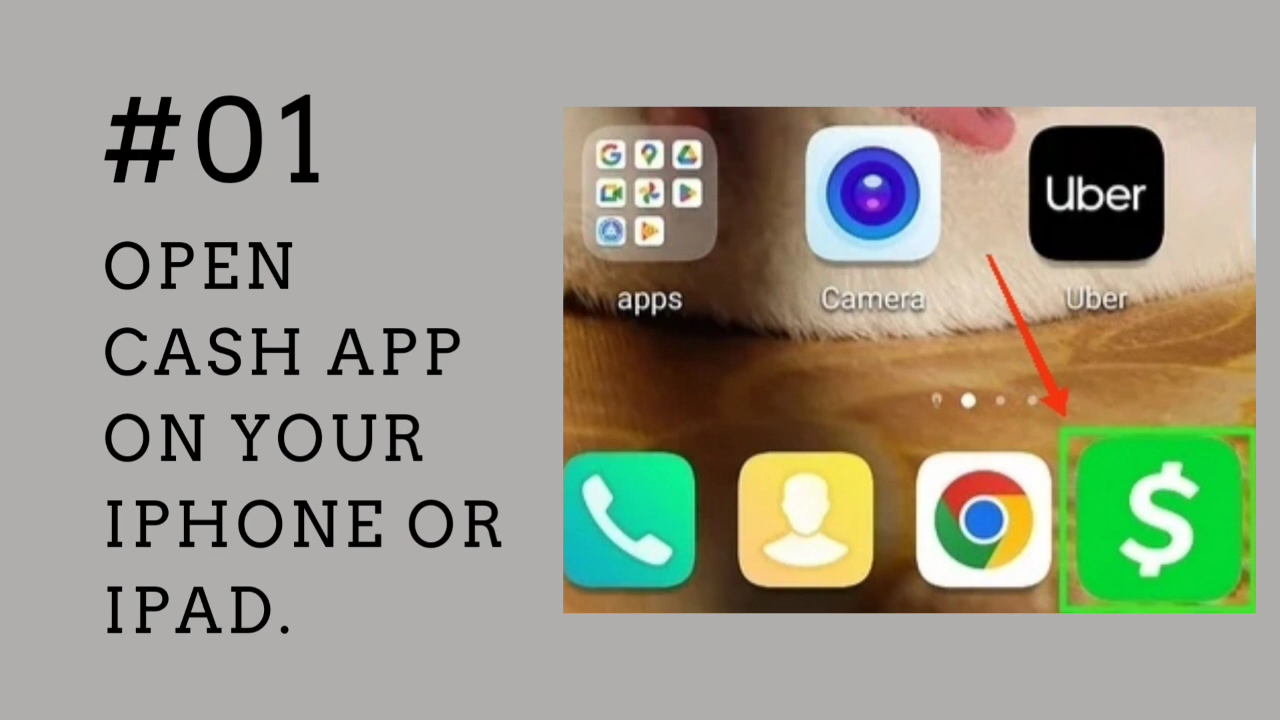 #01
OPEN
CASH APP
ON YOUR
IPHONE OR
IPAD.
Uber
apps
Camera
Uber
$